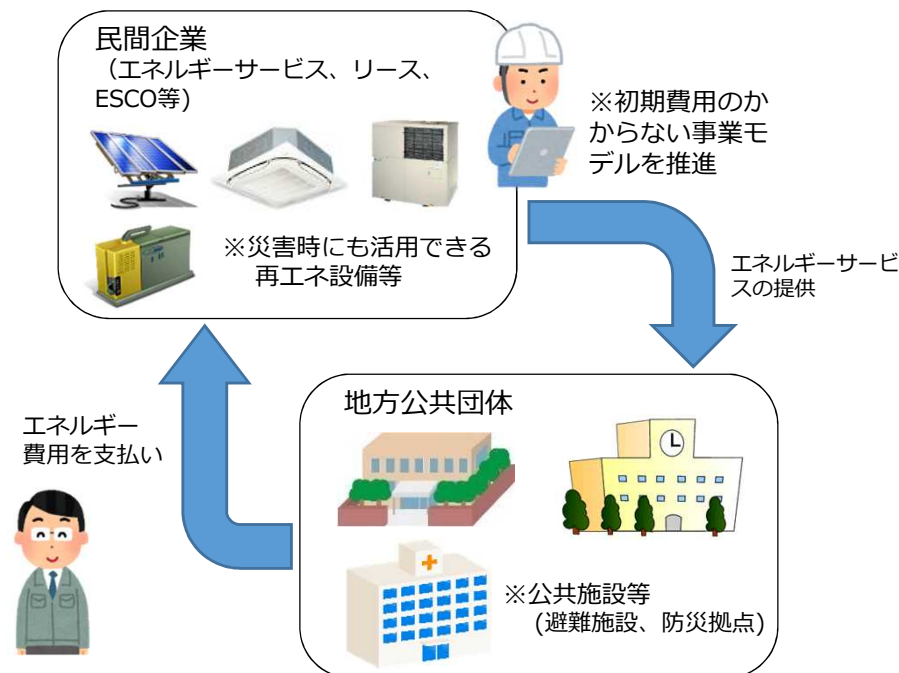 民間企業
（エネルギーサービス、リース、
ESCO等)
※初期費用のか
からない事業モ
デルを推進
※災害時にも活用できる
再エネ設備等
エネルギーサービ
スの提供
地方公共団体
エネルギー
費用を支払い
※公共施設等
(避難施設、防災拠点)